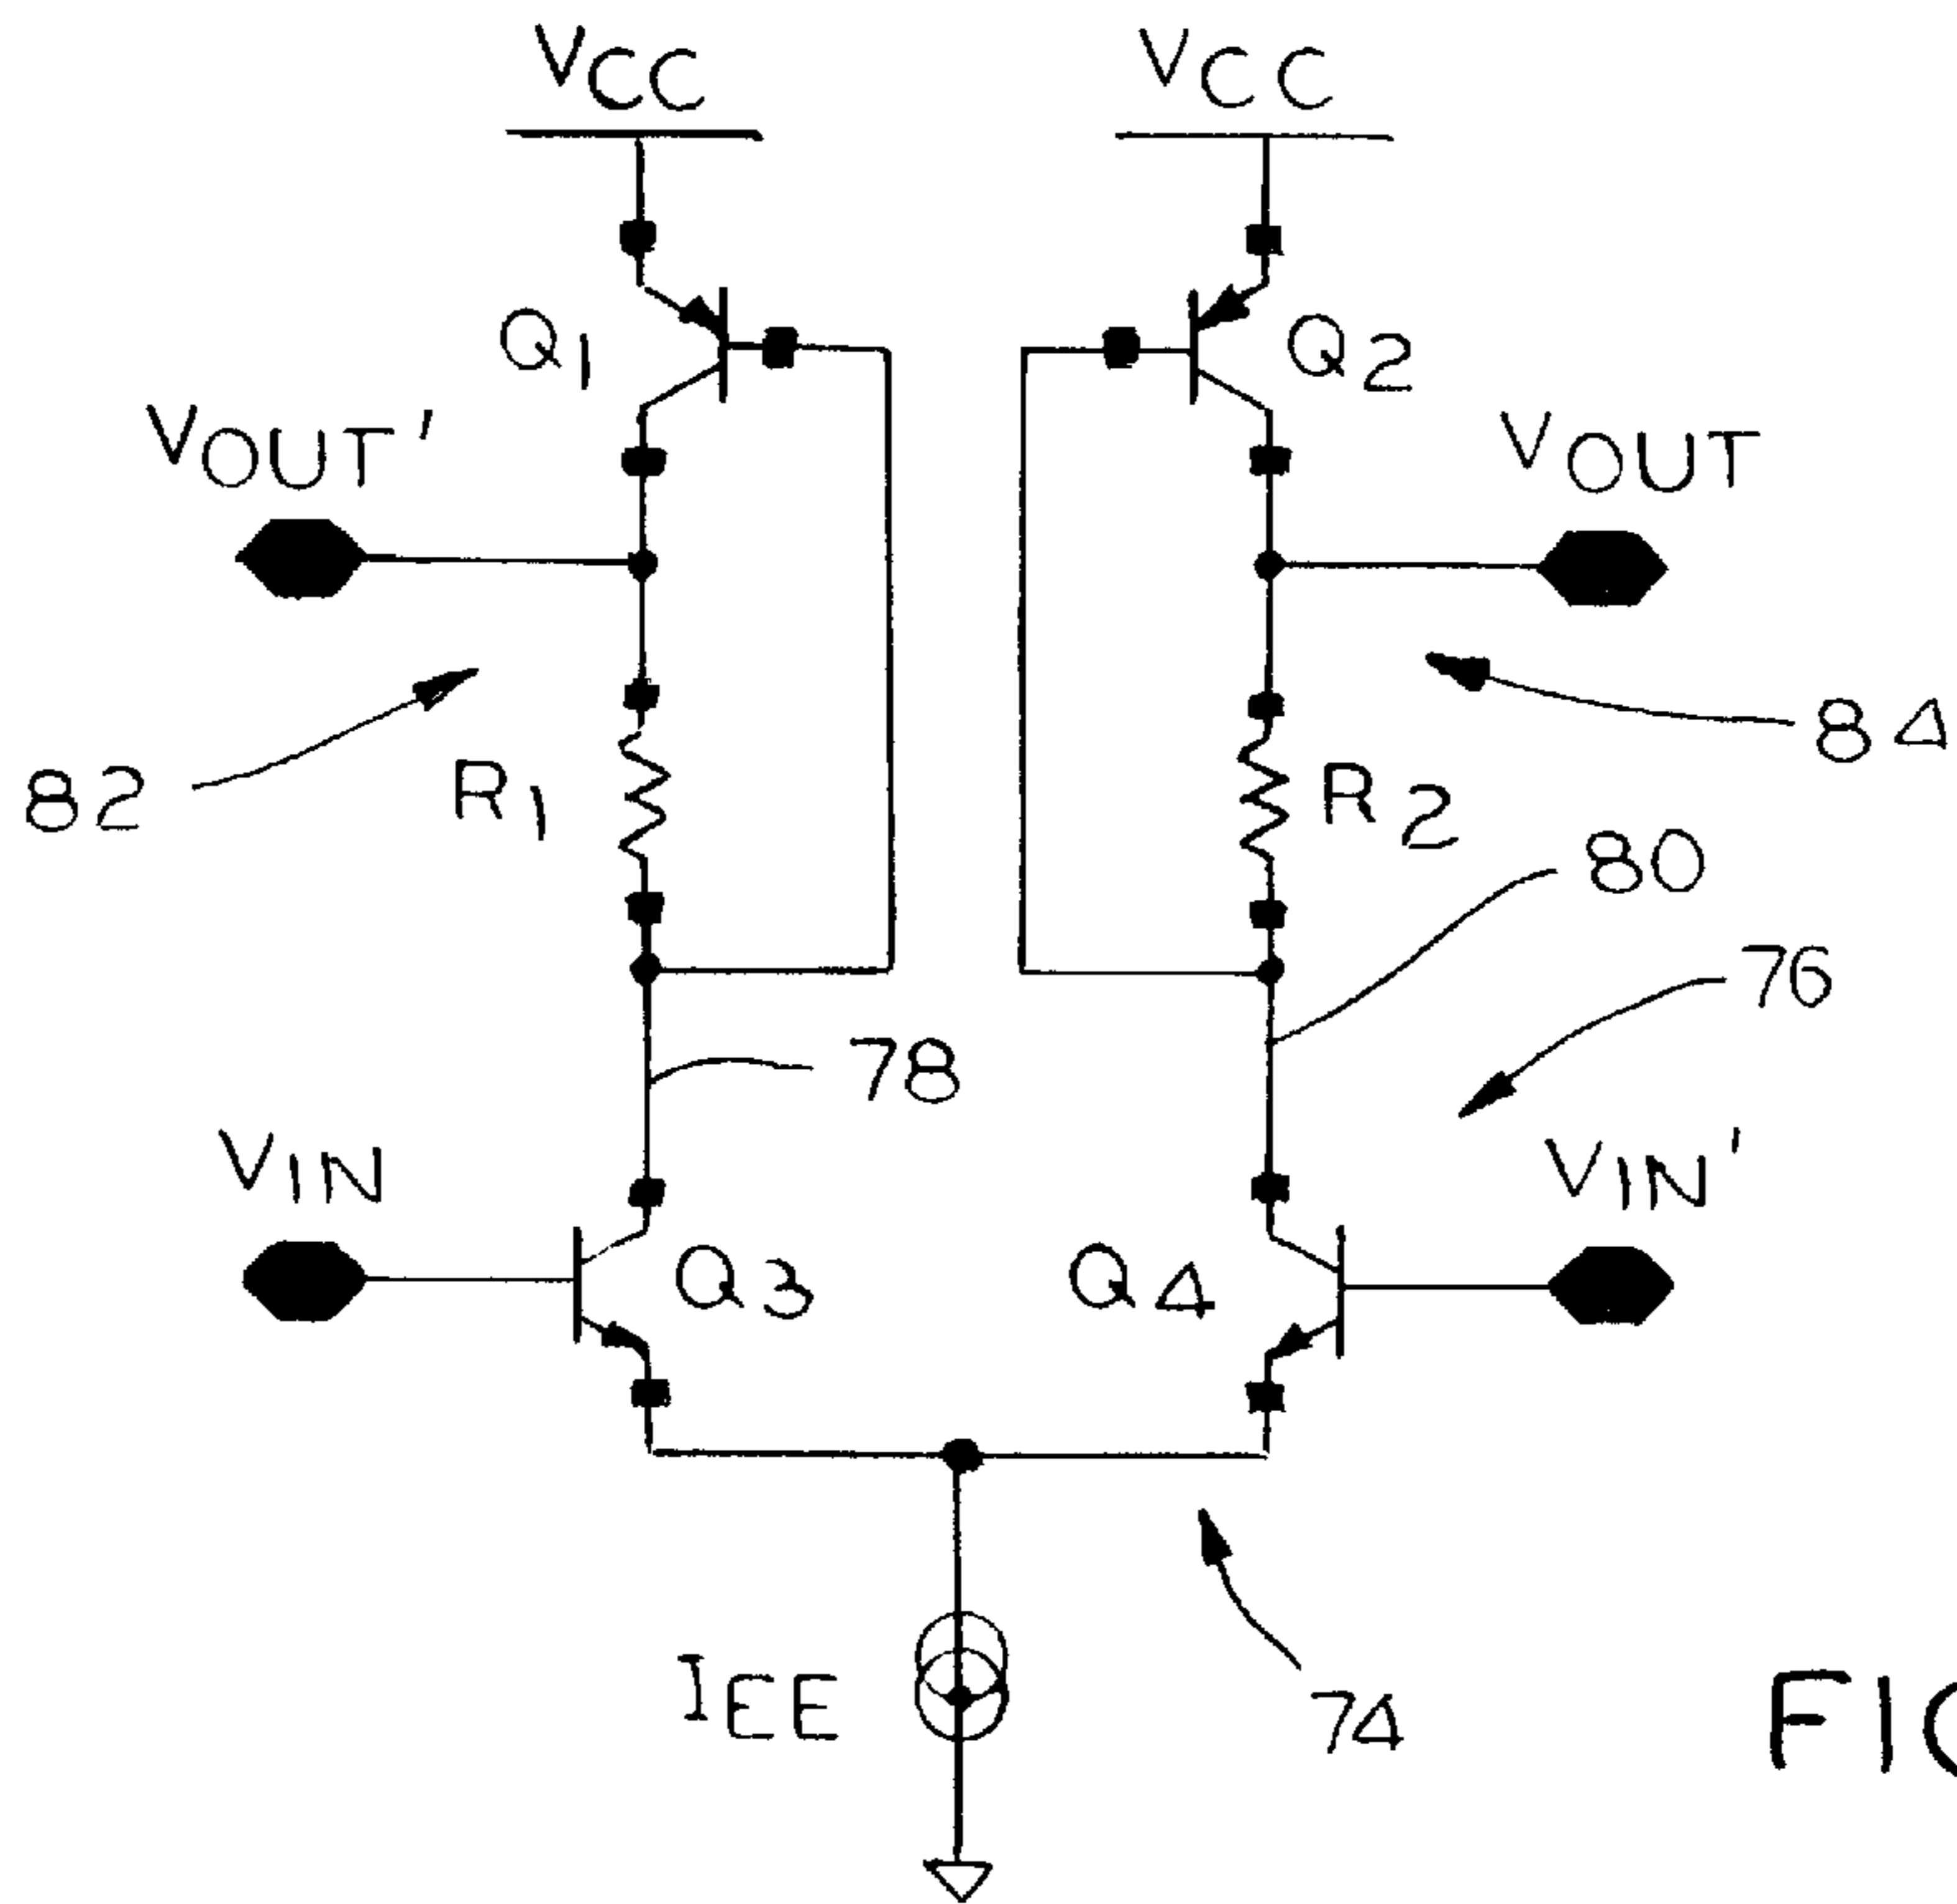 VCC VCC
Q1 Q2
VOUT' VOUT
82 84
R1 R2
80
76
78
VIN VIN'
Q3 Q4
IEE
74